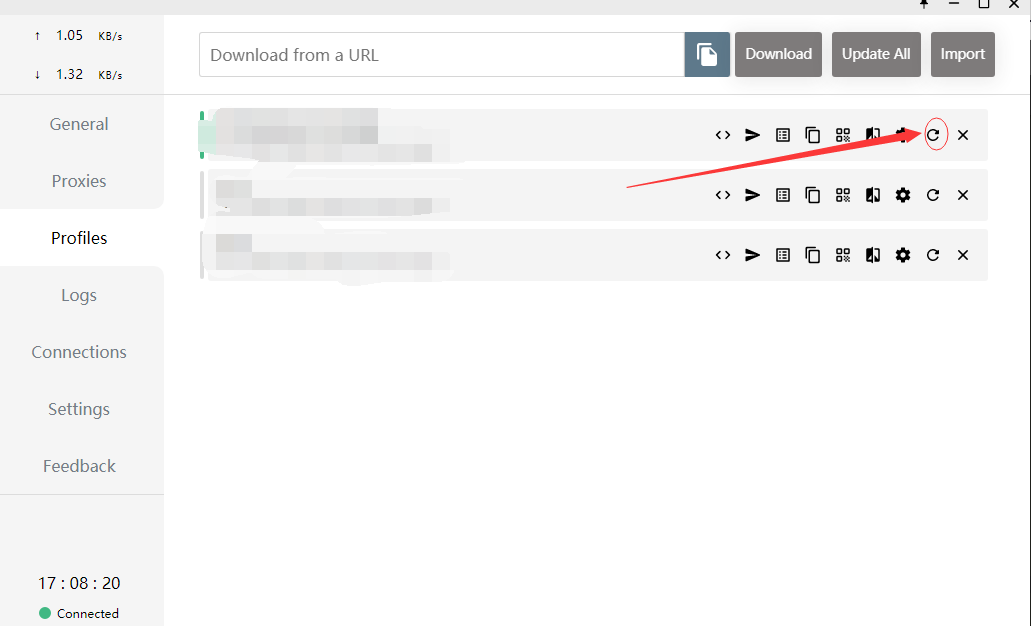 ↑ 1.05 KB/s
↓ 1.32 KB/s
Download from a URL
Download
Update All
Import
General
Proxies
Profiles
Logs
Connections
Settings
Feedback
17 : 08 : 20
Connected